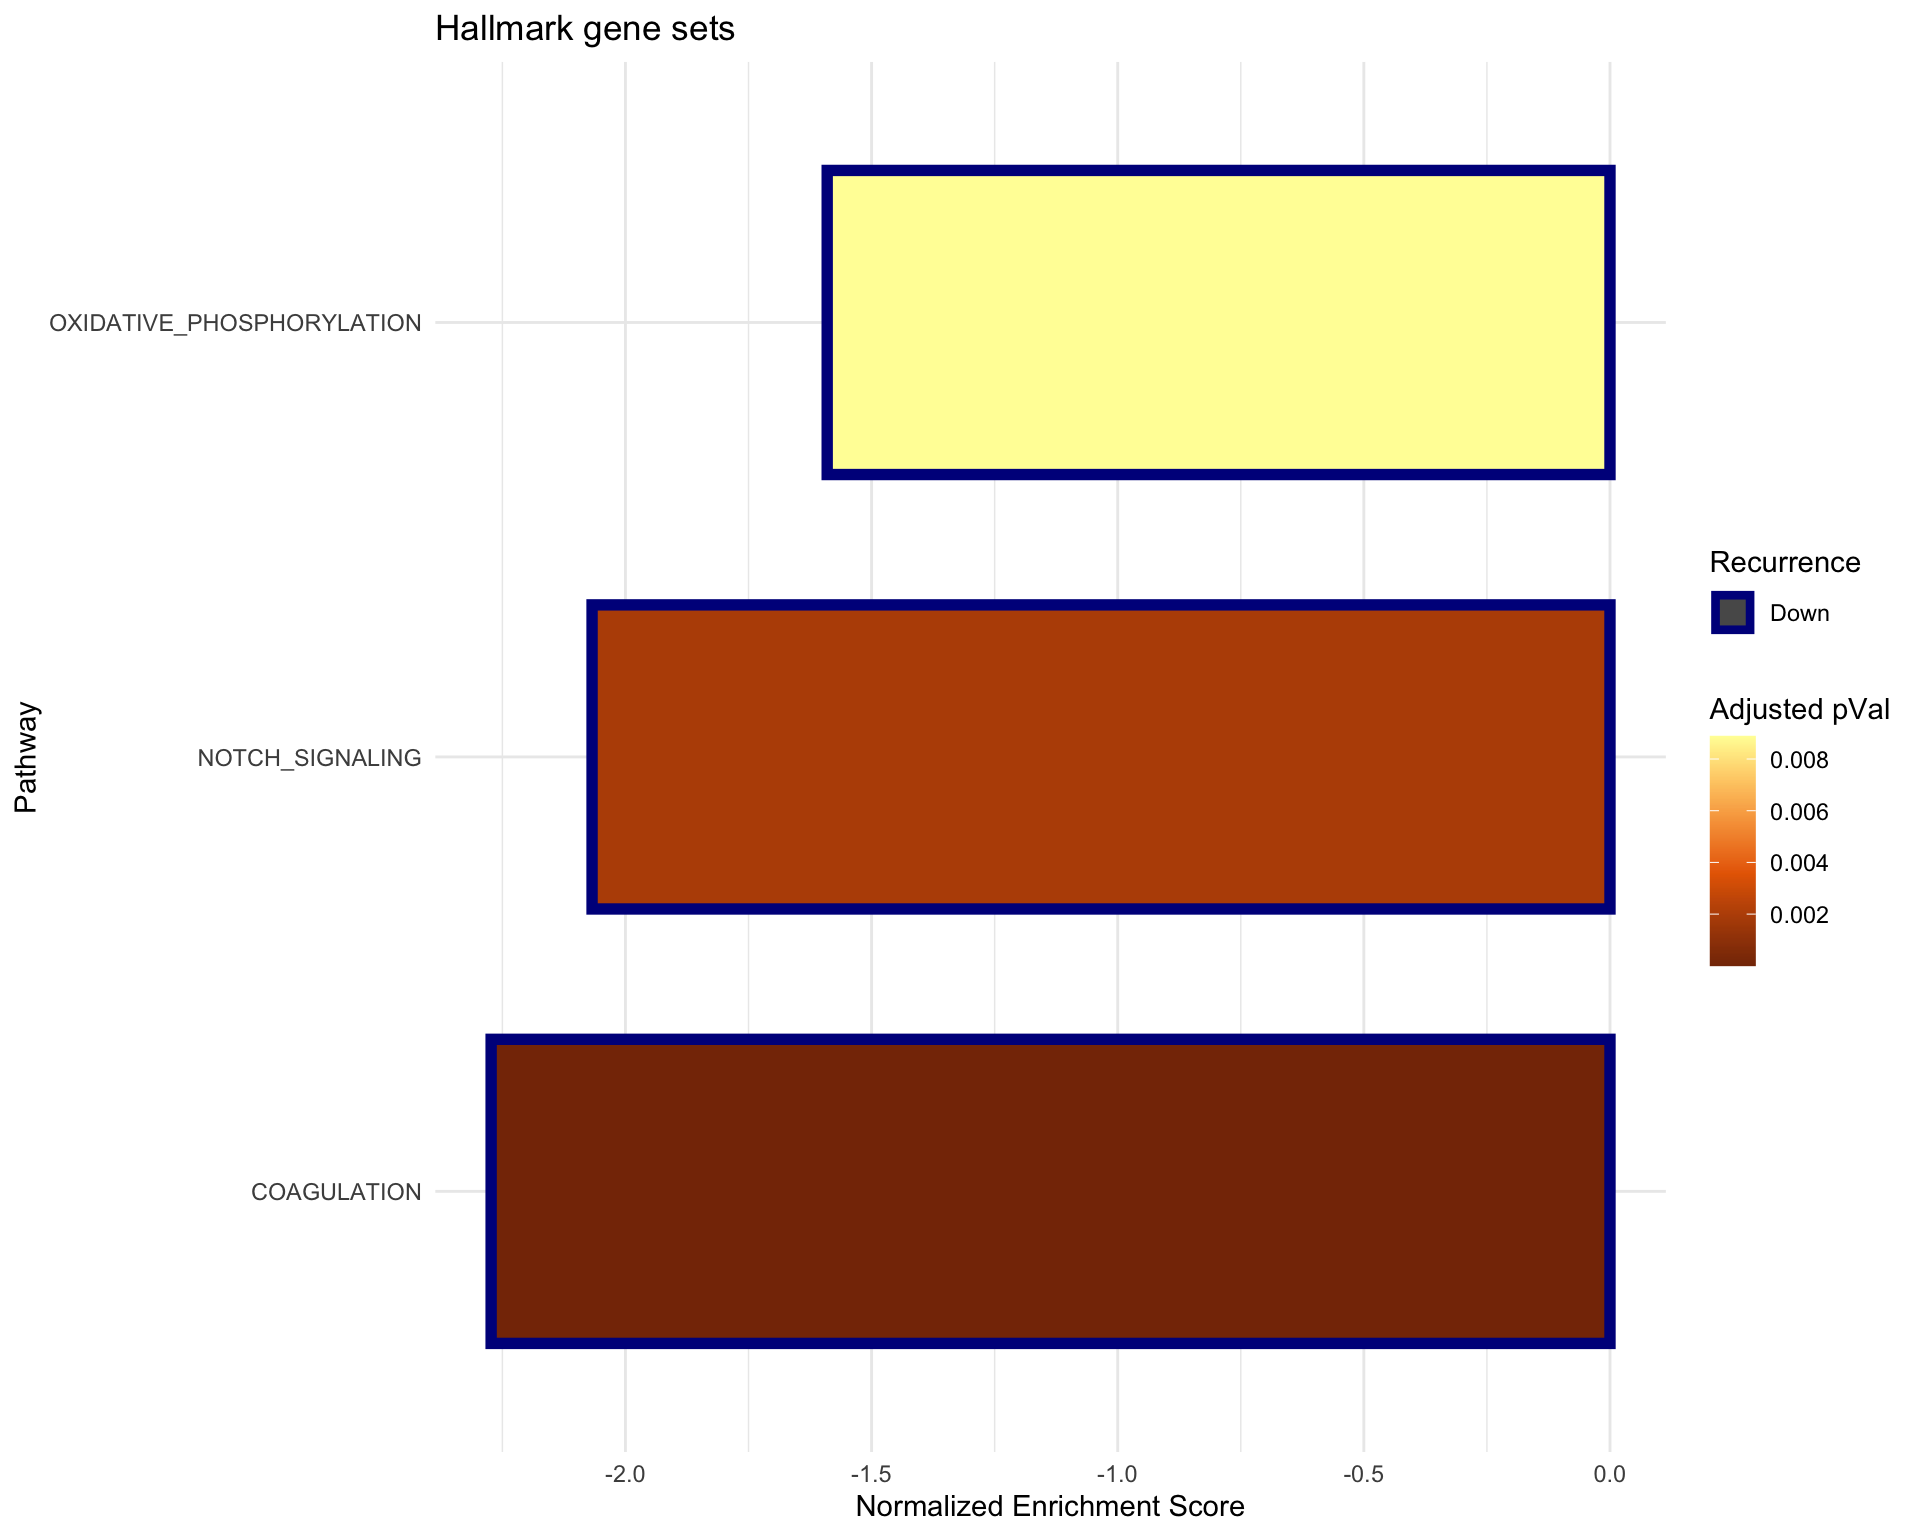 Hallmark gene sets
OXIDATIVE_PHOSPHORYLATION
NOTCH_SIGNALING
COAGULATION
Pathway
-2.0
-1.5
-1.0
-0.5
0.0
Normalized Enrichment Score
Recurrence
Down
Adjusted pVal
0.008
0.006
0.004
0.002